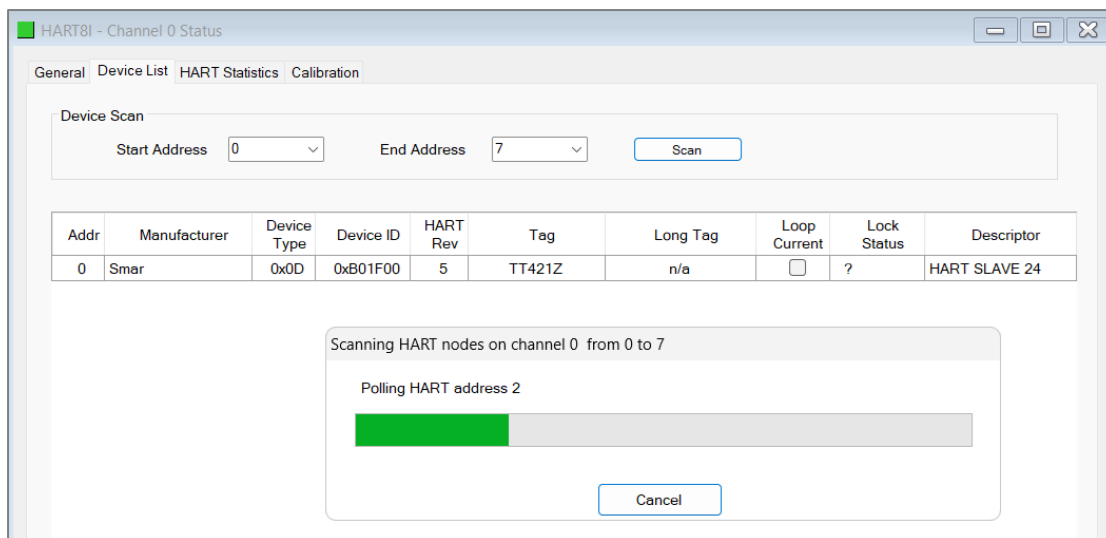 HART8I - Channel 0 Status
General Device List HART Statistics Calibration
Device Scan
Start Address 0 End Address 7 Scan
Addr Manufacturer Device Type Device ID HART Rev Tag Long Tag Loop Current Lock Status Descriptor
0 Smar 0x0D 0xB01F00 5 TT421Z n/a ? HART SLAVE 24
Scanning HART nodes on channel 0 from 0 to 7
Polling HART address 2
Cancel